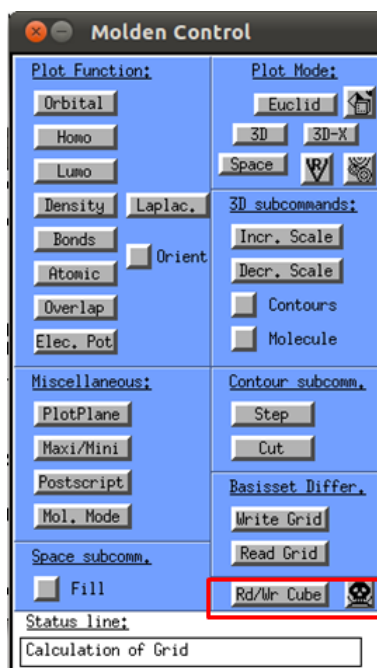 Molden Control
Plot Function:
Orbital
Homo
Lumo
Density
Laplac.
Bonds
Orient
Atomic
Overlap
Elec. Pot
Plot Mode:
Euclid
3D
3D-X
Space
VR
3D subcommands:
Incr. Scale
Decr. Scale
Contours
Molecule
Miscellaneous:
PlotPlane
Maxi/Mini
Postscript
Mol. Mode
Contour subcomm.
Step
Cut
Basisset Differ.
Write Grid
Read Grid
Rd/Wr Cube
Space subcomm.
Fill
Status line:
Calculation of Grid